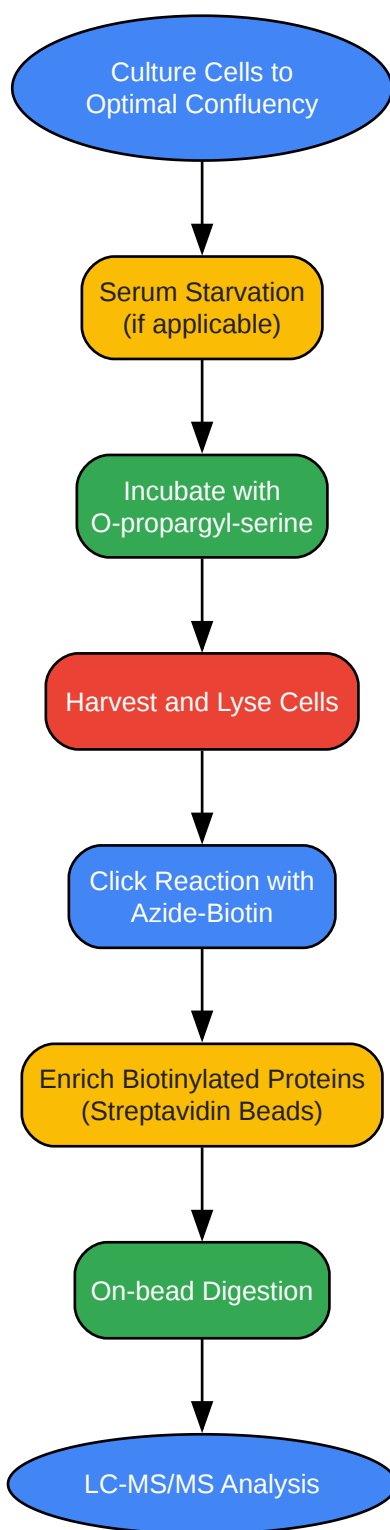 Culture Cells to
Optimal Confluency
Serum Starvation
(if applicable)
Incubate with
O-propargyl-serine
Harvest and Lyse Cells
Click Reaction with
Azide-Biotin
Enrich Biotinylated Proteins
(Streptavidin Beads)
On-bead Digestion
LC-MS/MS Analysis